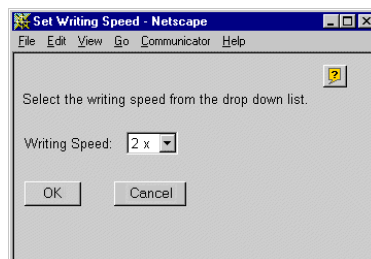 Set Writing Speed - Netscape
File Edit View Go Communicator Help
?
Select the writing speed from the drop down list.
Writing Speed: 2 x
OK Cancel